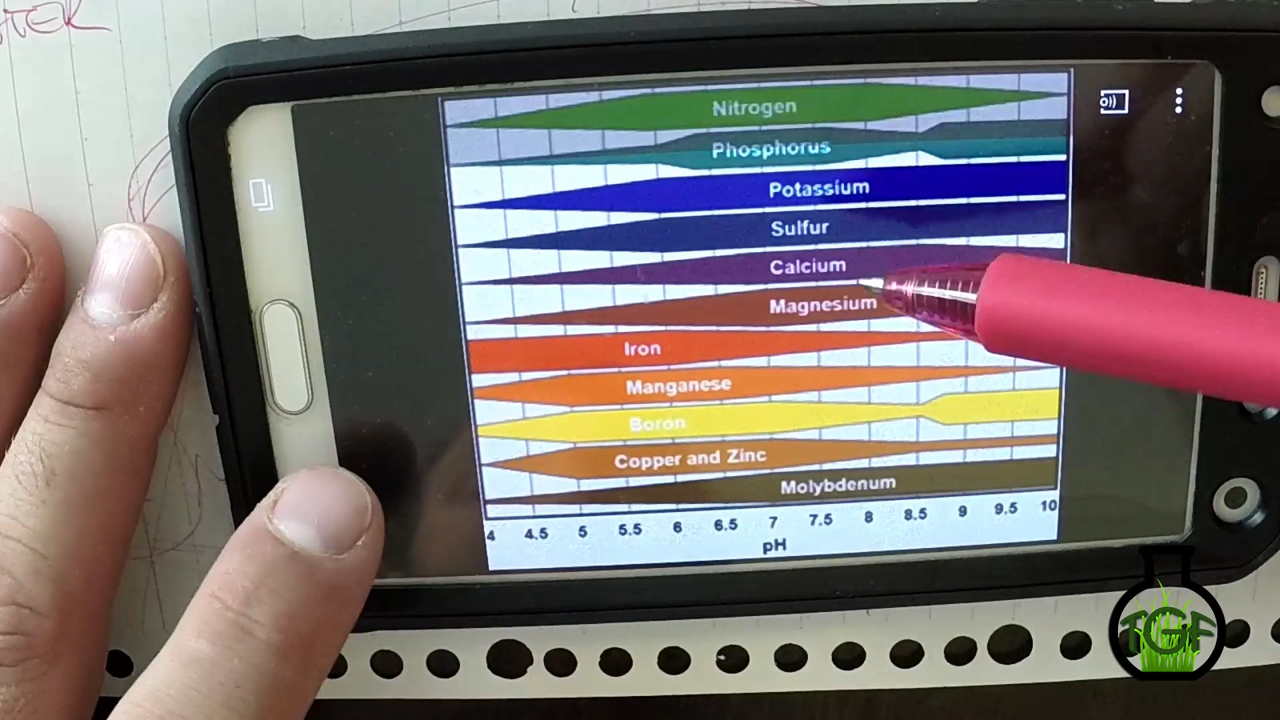 Nitrogen
Phosphorus
Potassium
Sulfur
Calcium
Magnesium
Iron
Manganese
Boron
Copper and Zinc
Molybdenum
4 4.5 5 5.5 6 6.5 7 7.5 8 8.5 9 9.5 10
pH
TGF